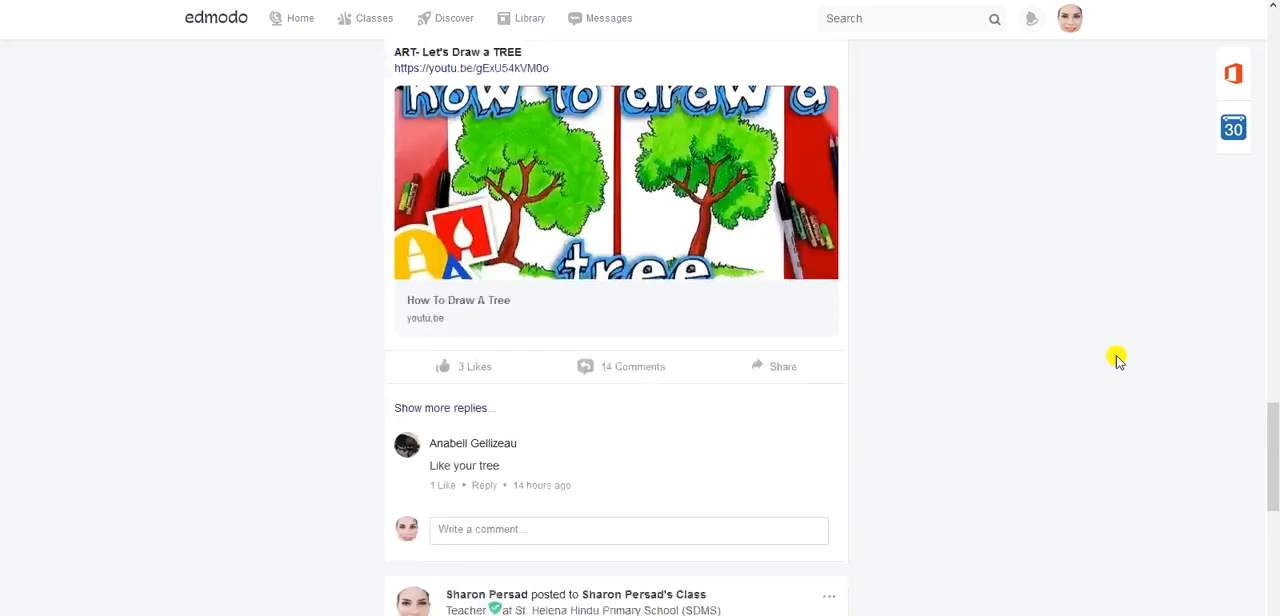 edmodo Home Classes Discover Library Messages Search
ART- Let's Draw a TREE
https://youtu.be/gExU54kVM0o
how to draw a
tree
30
How To Draw A Tree
youtu.be
3 Likes 14 Comments Share
Show more replies...
Anabell Gellizeau
Like your tree
1 Like • Reply • 14 hours ago
Write a comment...
Sharon Persad posted to Sharon Persad's Class
Teacher at St. Helena Hindu Primary School (SDMS)